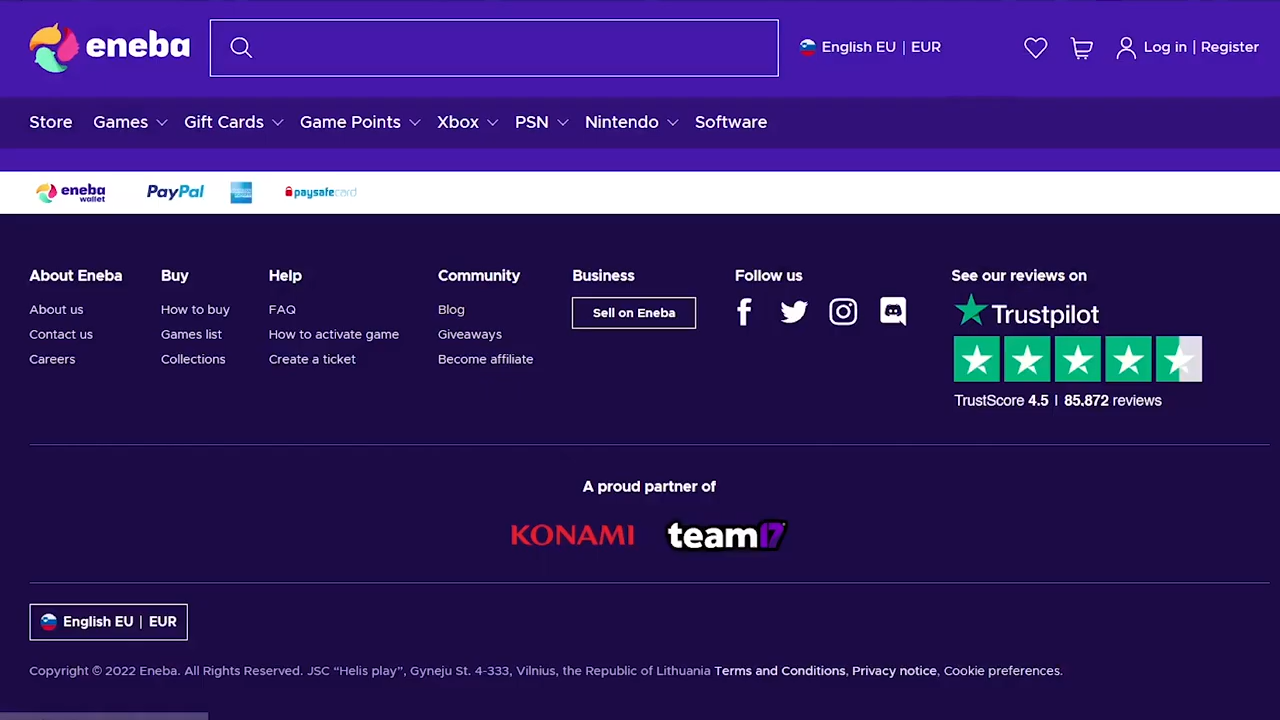 eneba
English EU | EUR
Log in | Register
Store Games Gift Cards Game Points Xbox PSN Nintendo Software
eneba wallet PayPal paysafecard
About Eneba Buy Help Community Business Follow us See our reviews on
About us How to buy FAQ Blog Sell on Eneba Trustpilot
Contact us Games list How to activate game Giveaways
Careers Collections Create a ticket Become affiliate
TrustScore 4.5 | 85,872 reviews
A proud partner of
KONAMI team17
English EU | EUR
Copyright © 2022 Eneba. All Rights Reserved. JSC “Helis play”, Gyneju St. 4-333, Vilnius, the Republic of Lithuania Terms and Conditions, Privacy notice, Cookie preferences.